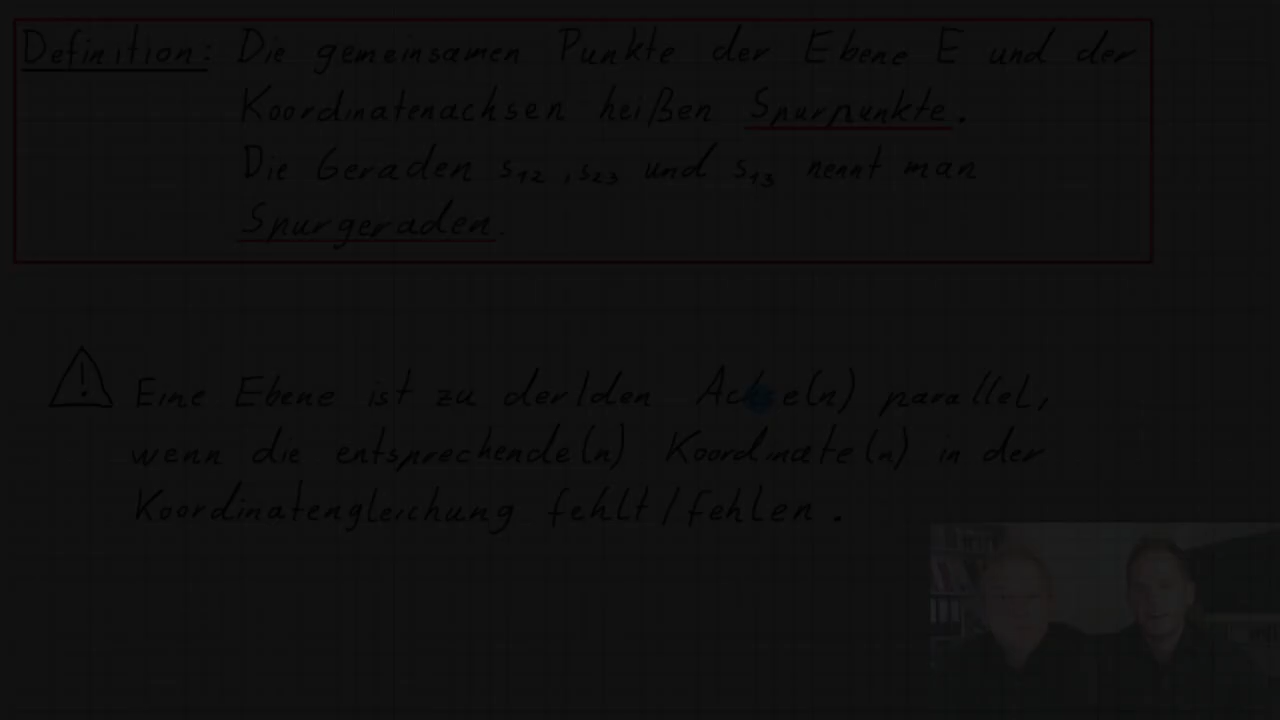 Definition: Die gemeinsamen Punkte der Ebene E und der
Koordinatenachsen heißen Spurpunkte.
Die Geraden s₁₂, s₂₃ und s₁₃ nennt man
Spurgeraden.
Eine Ebene ist zu der/den Achse(n) parallel,
wenn die entsprechende(n) Koordinate(n) in der
Koordinatengleichung fehlt/fehlen.